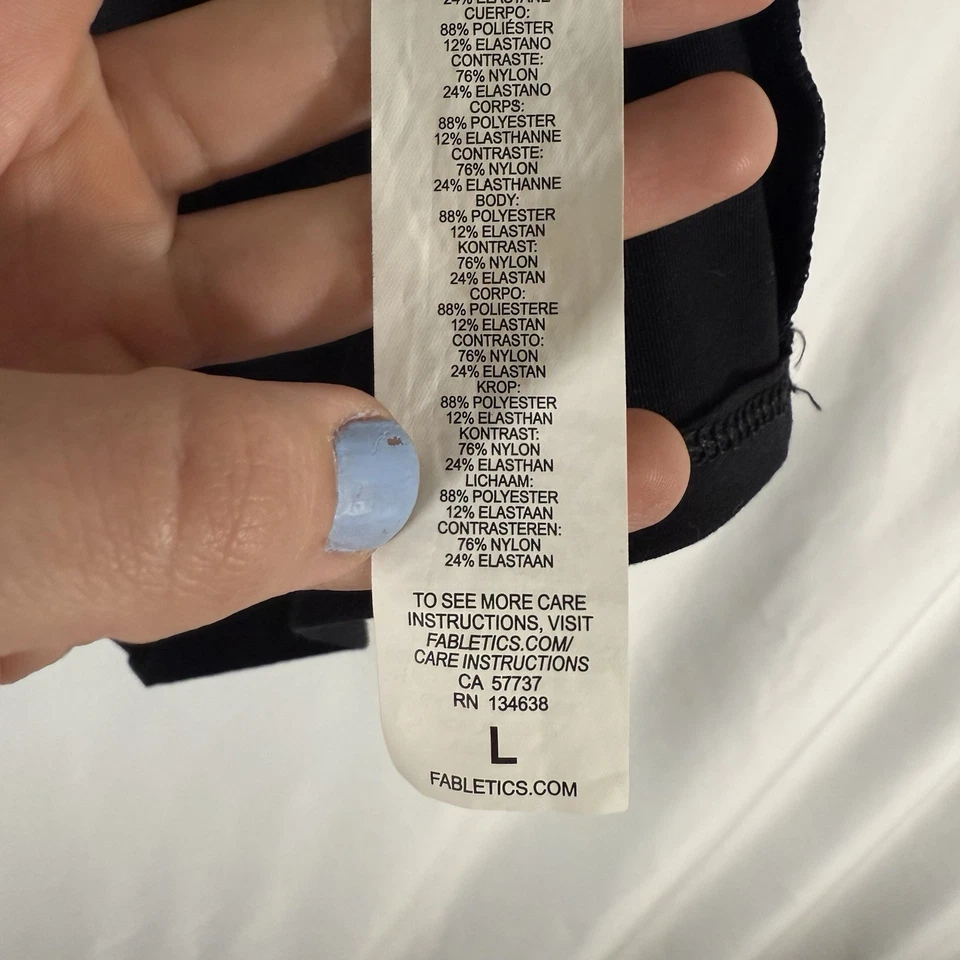 24% ELASTANE
CUERPO:
88% POLIÉSTER
12% ELASTANO
CONTRASTE:
76% NYLON
24% ELASTANO
CORPS:
88% POLYESTER
12% ELASTHANNE
CONTRASTE:
76% NYLON
24% ELASTHANNE
BODY:
88% POLYESTER
12% ELASTAN
KONTRAST:
76% NYLON
24% ELASTAN
CORPO:
88% POLIESTERE
12% ELASTAN
CONTRASTO:
76% NYLON
24% ELASTAN
KROP:
88% POLYESTER
12% ELASTHAN
KONTRAST:
76% NYLON
24% ELASTHAN
LICHAAM:
88% POLYESTER
12% ELASTAAN
CONTRASTEREN:
76% NYLON
24% ELASTAAN
TO SEE MORE CARE
INSTRUCTIONS, VISIT
FABLETICS.COM/
CARE INSTRUCTIONS
CA 57737
RN 134638
L
FABLETICS.COM